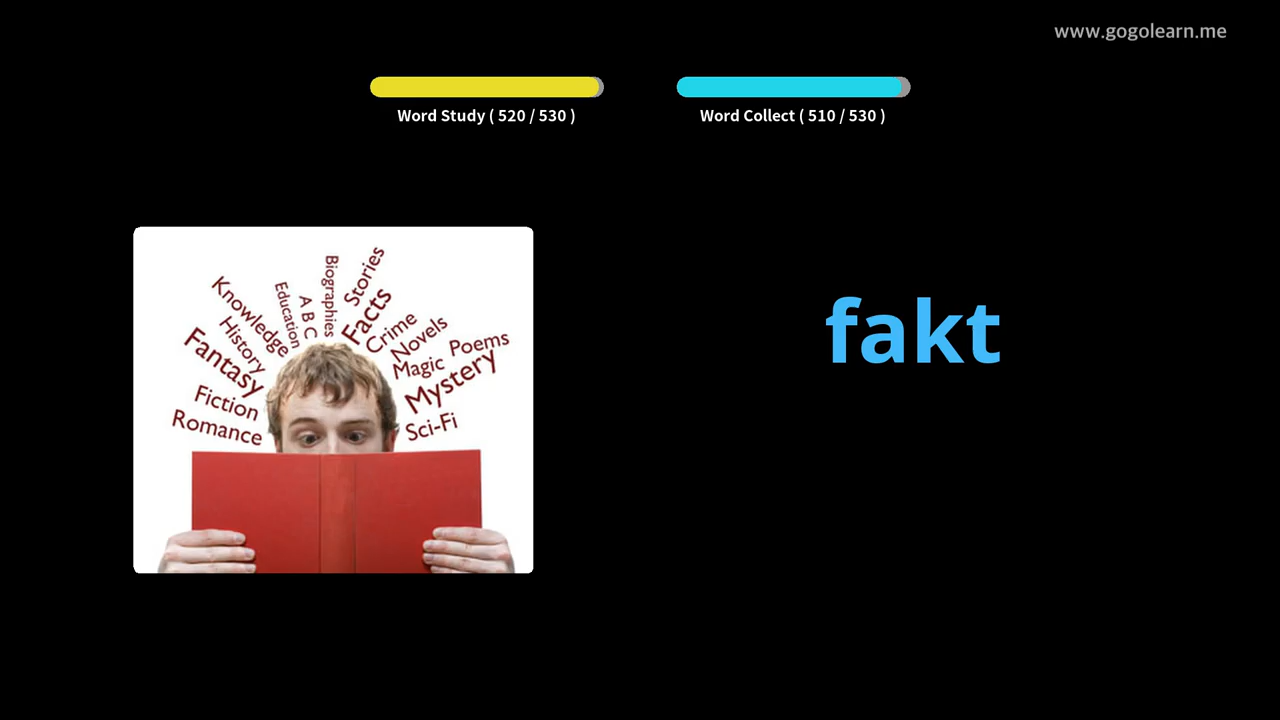 www.gogolearn.me
Word Study ( 520 / 530 )
Word Collect ( 510 / 530 )
Knowledge
History
Fantasy
Fiction
Romance
Education
A B C
Biographies
Stories
Facts
Crime
Novels
Magic
Poems
Mystery
Sci-Fi
fakt